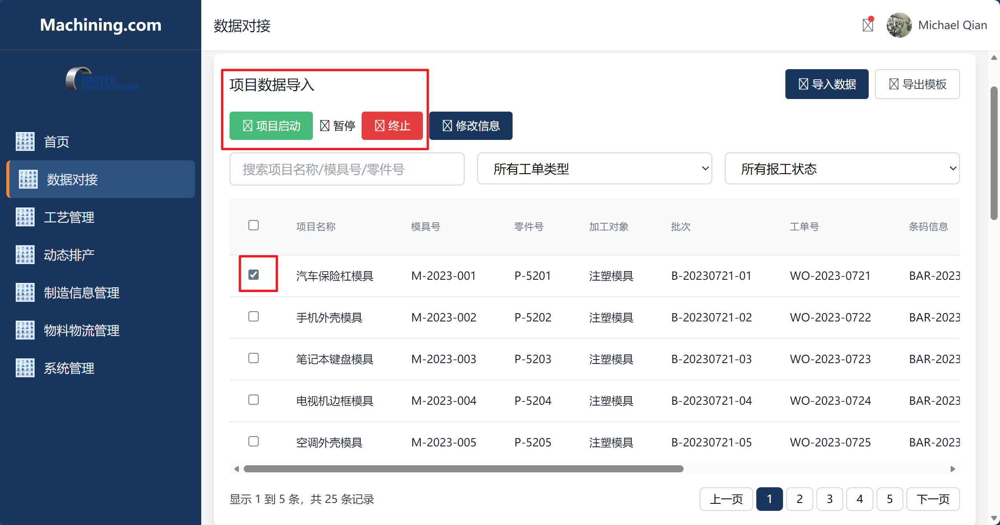 Machining.com
数据对接
Michael Qian
UNITED
MACHINING SOLUTIONS
首页
数据对接
工艺管理
动态排产
制造信息管理
物料物流管理
系统管理
项目数据导入
导入数据
导出模板
项目启动
暂停
终止
修改信息
搜索项目名称/模具号/零件号
所有工单类型
所有报工状态
项目名称 模具号 零件号 加工对象 批次 工单号 条码信息
汽车保险杠模具 M-2023-001 P-5201 注塑模具 B-20230721-01 WO-2023-0721 BAR-2023
手机外壳模具 M-2023-002 P-5202 注塑模具 B-20230721-02 WO-2023-0722 BAR-2023
笔记本键盘模具 M-2023-003 P-5203 注塑模具 B-20230721-03 WO-2023-0723 BAR-2023
电视机边框模具 M-2023-004 P-5204 注塑模具 B-20230721-04 WO-2023-0724 BAR-2023
空调外壳模具 M-2023-005 P-5205 注塑模具 B-20230721-05 WO-2023-0725 BAR-2023
显示 1 到 5 条，共 25 条记录
上一页 1 2 3 4 5 下一页